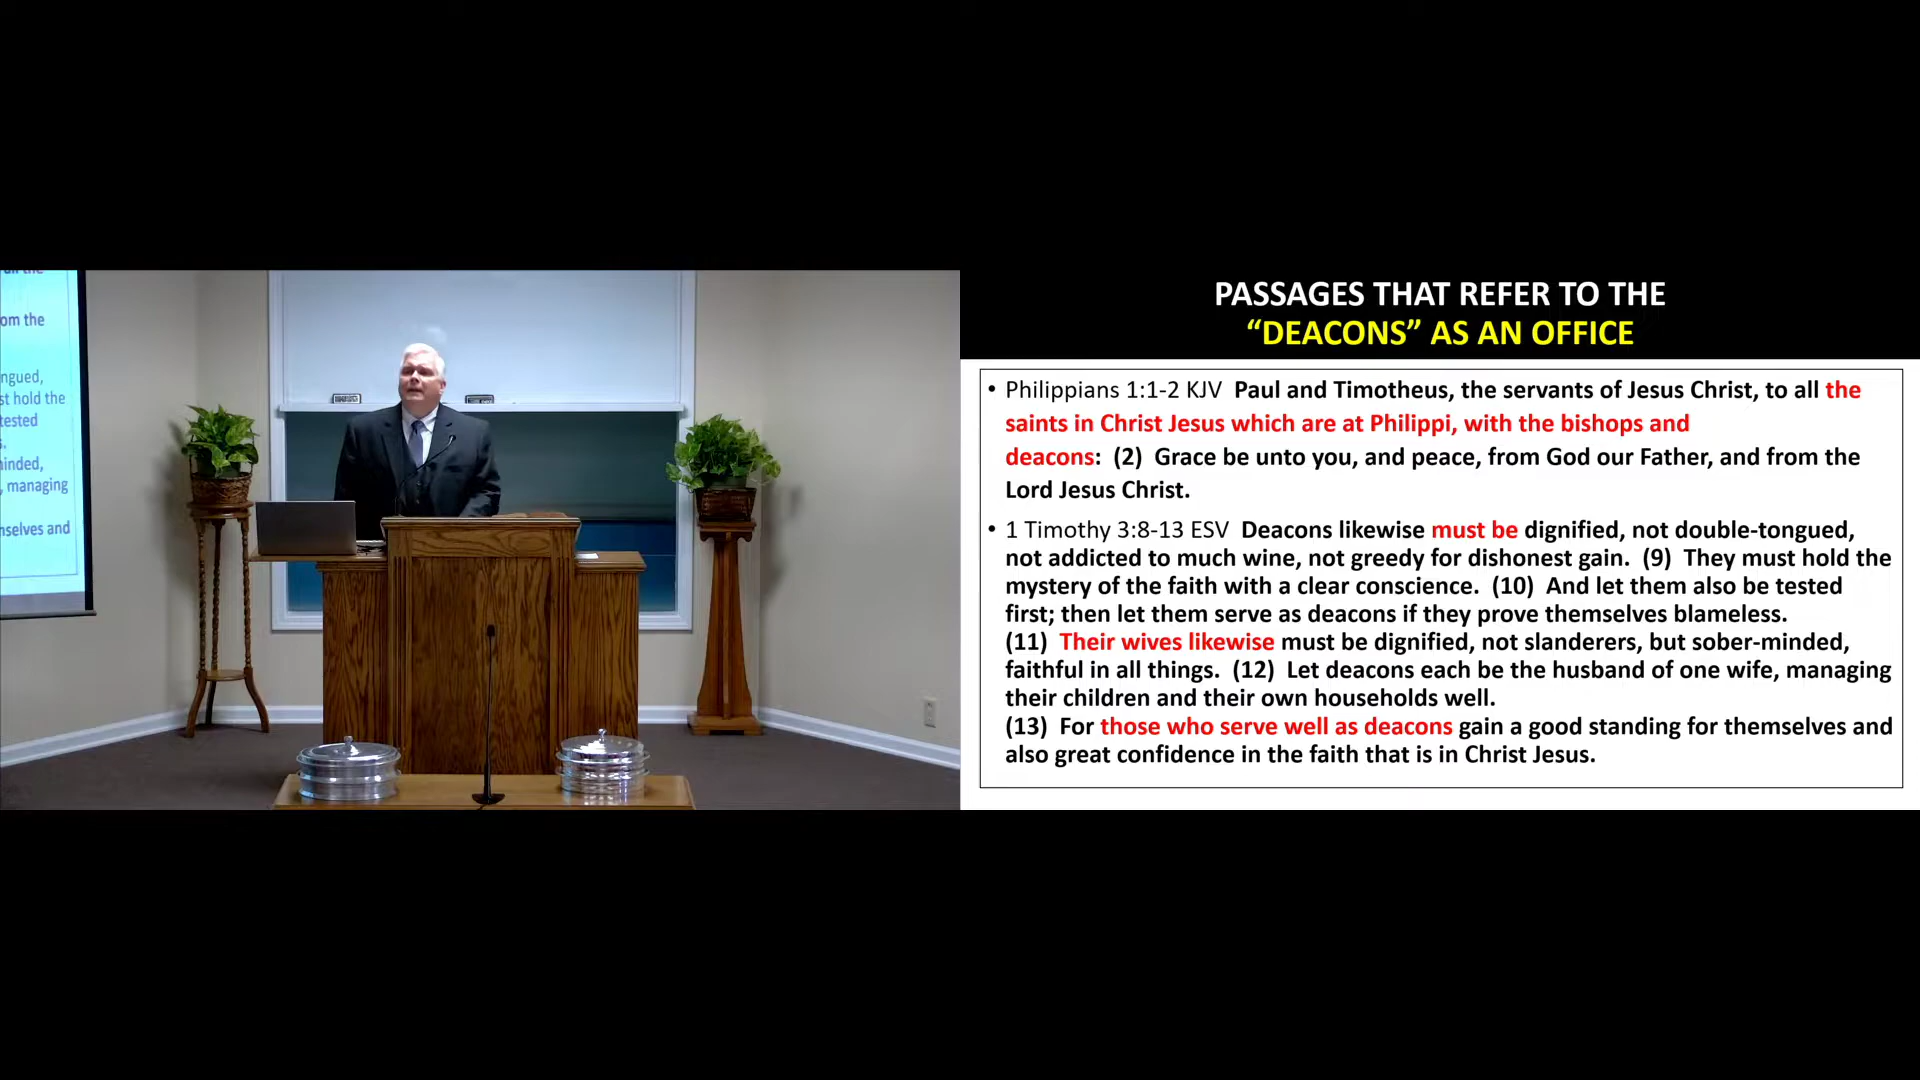 all the
om the
ngued,
st hold the
tested
s.
ninded,
, managing
nselves and
PASSAGES THAT REFER TO THE
“DEACONS” AS AN OFFICE
• Philippians 1:1-2 KJV Paul and Timotheus, the servants of Jesus Christ, to all the
saints in Christ Jesus which are at Philippi, with the bishops and
deacons: (2) Grace be unto you, and peace, from God our Father, and from the
Lord Jesus Christ.
• 1 Timothy 3:8-13 ESV Deacons likewise must be dignified, not double-tongued,
not addicted to much wine, not greedy for dishonest gain. (9) They must hold the
mystery of the faith with a clear conscience. (10) And let them also be tested
first; then let them serve as deacons if they prove themselves blameless.
(11) Their wives likewise must be dignified, not slanderers, but sober-minded,
faithful in all things. (12) Let deacons each be the husband of one wife, managing
their children and their own households well.
(13) For those who serve well as deacons gain a good standing for themselves and
also great confidence in the faith that is in Christ Jesus.